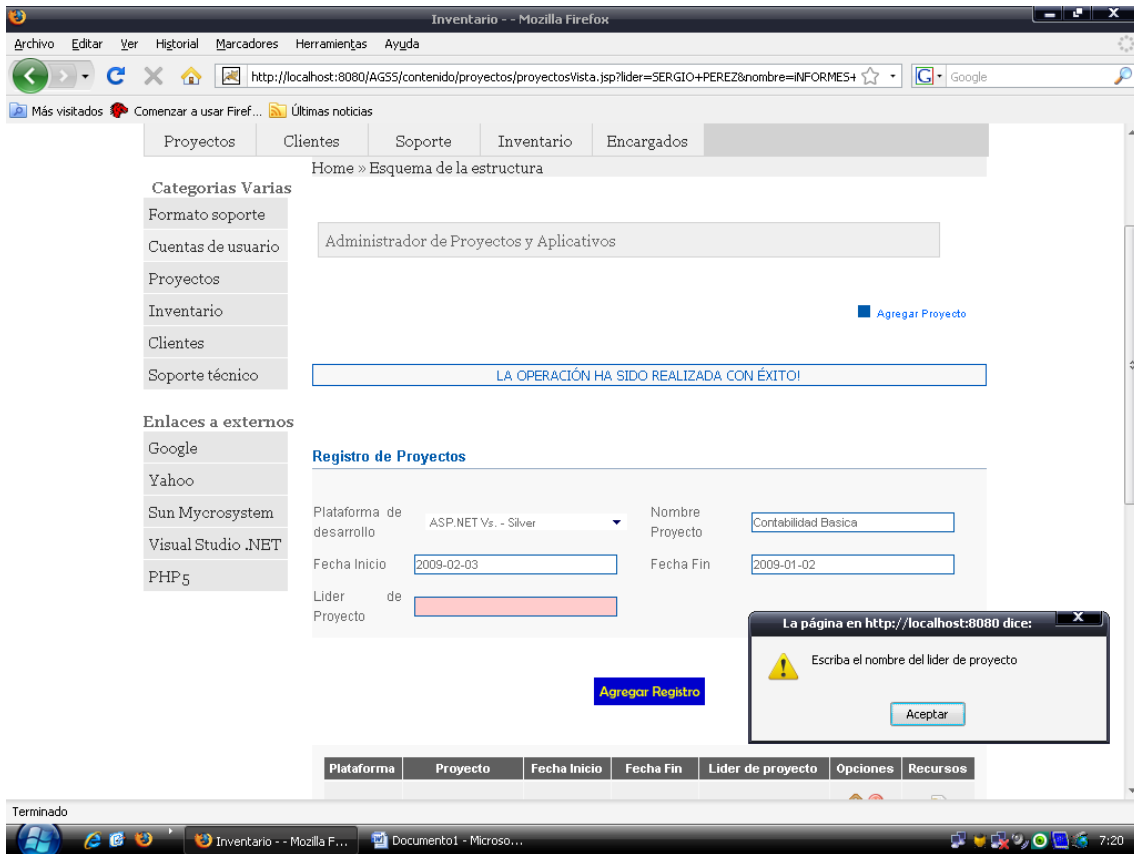 Inventario - - Mozilla Firefox
Archivo Editar Ver Historial Marcadores Herramientas Ayuda
http://localhost:8080/AGSS/contenido/proyectos/proyectosVista.jsp?lider=SERGIO+PEREZ&nombre=iNFORMES+
G Google
Más visitados Comenzar a usar Firef... Últimas noticias
Proyectos Clientes Soporte Inventario Encargados
Home » Esquema de la estructura
Categorias Varias
Formato soporte
Cuentas de usuario
Proyectos
Inventario
Clientes
Soporte técnico
Enlaces a externos
Google
Yahoo
Sun Mycrosystem
Visual Studio .NET
PHP5
Administrador de Proyectos y Aplicativos
Agregar Proyecto
LA OPERACIÓN HA SIDO REALIZADA CON ÉXITO!
Registro de Proyectos
Plataforma de desarrollo ASP.NET Vs. - Silver Nombre Proyecto Contabilidad Basica
Fecha Inicio 2009-02-03 Fecha Fin 2009-01-02
Lider de Proyecto
La página en http://localhost:8080 dice: X
Escriba el nombre del lider de proyecto
Aceptar
Agregar Registro
Plataforma Proyecto Fecha Inicio Fecha Fin Lider de proyecto Opciones Recursos
Terminado
Inventario - - Mozilla F... Documento1 - Microso... 7:20